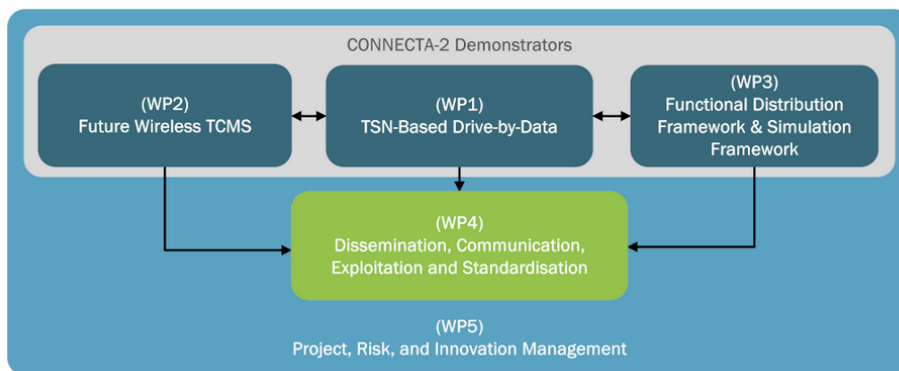 CONNECTA-2 Demonstrators
(WP2)
Future Wireless TCMS
(WP1)
TSN-Based Drive-by-Data
(WP3)
Functional Distribution
Framework & Simulation
Framework
(WP4)
Dissemination, Communication,
Exploitation and Standardisation
(WP5)
Project, Risk, and Innovation Management